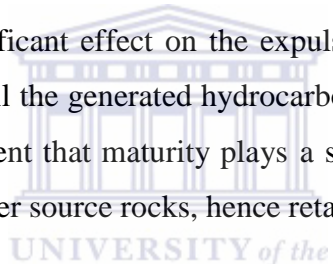 ficant effect on the expuls
l the generated hydrocarbo
ent that maturity plays a s
er source rocks, hence reta
UNIVERSITY of the